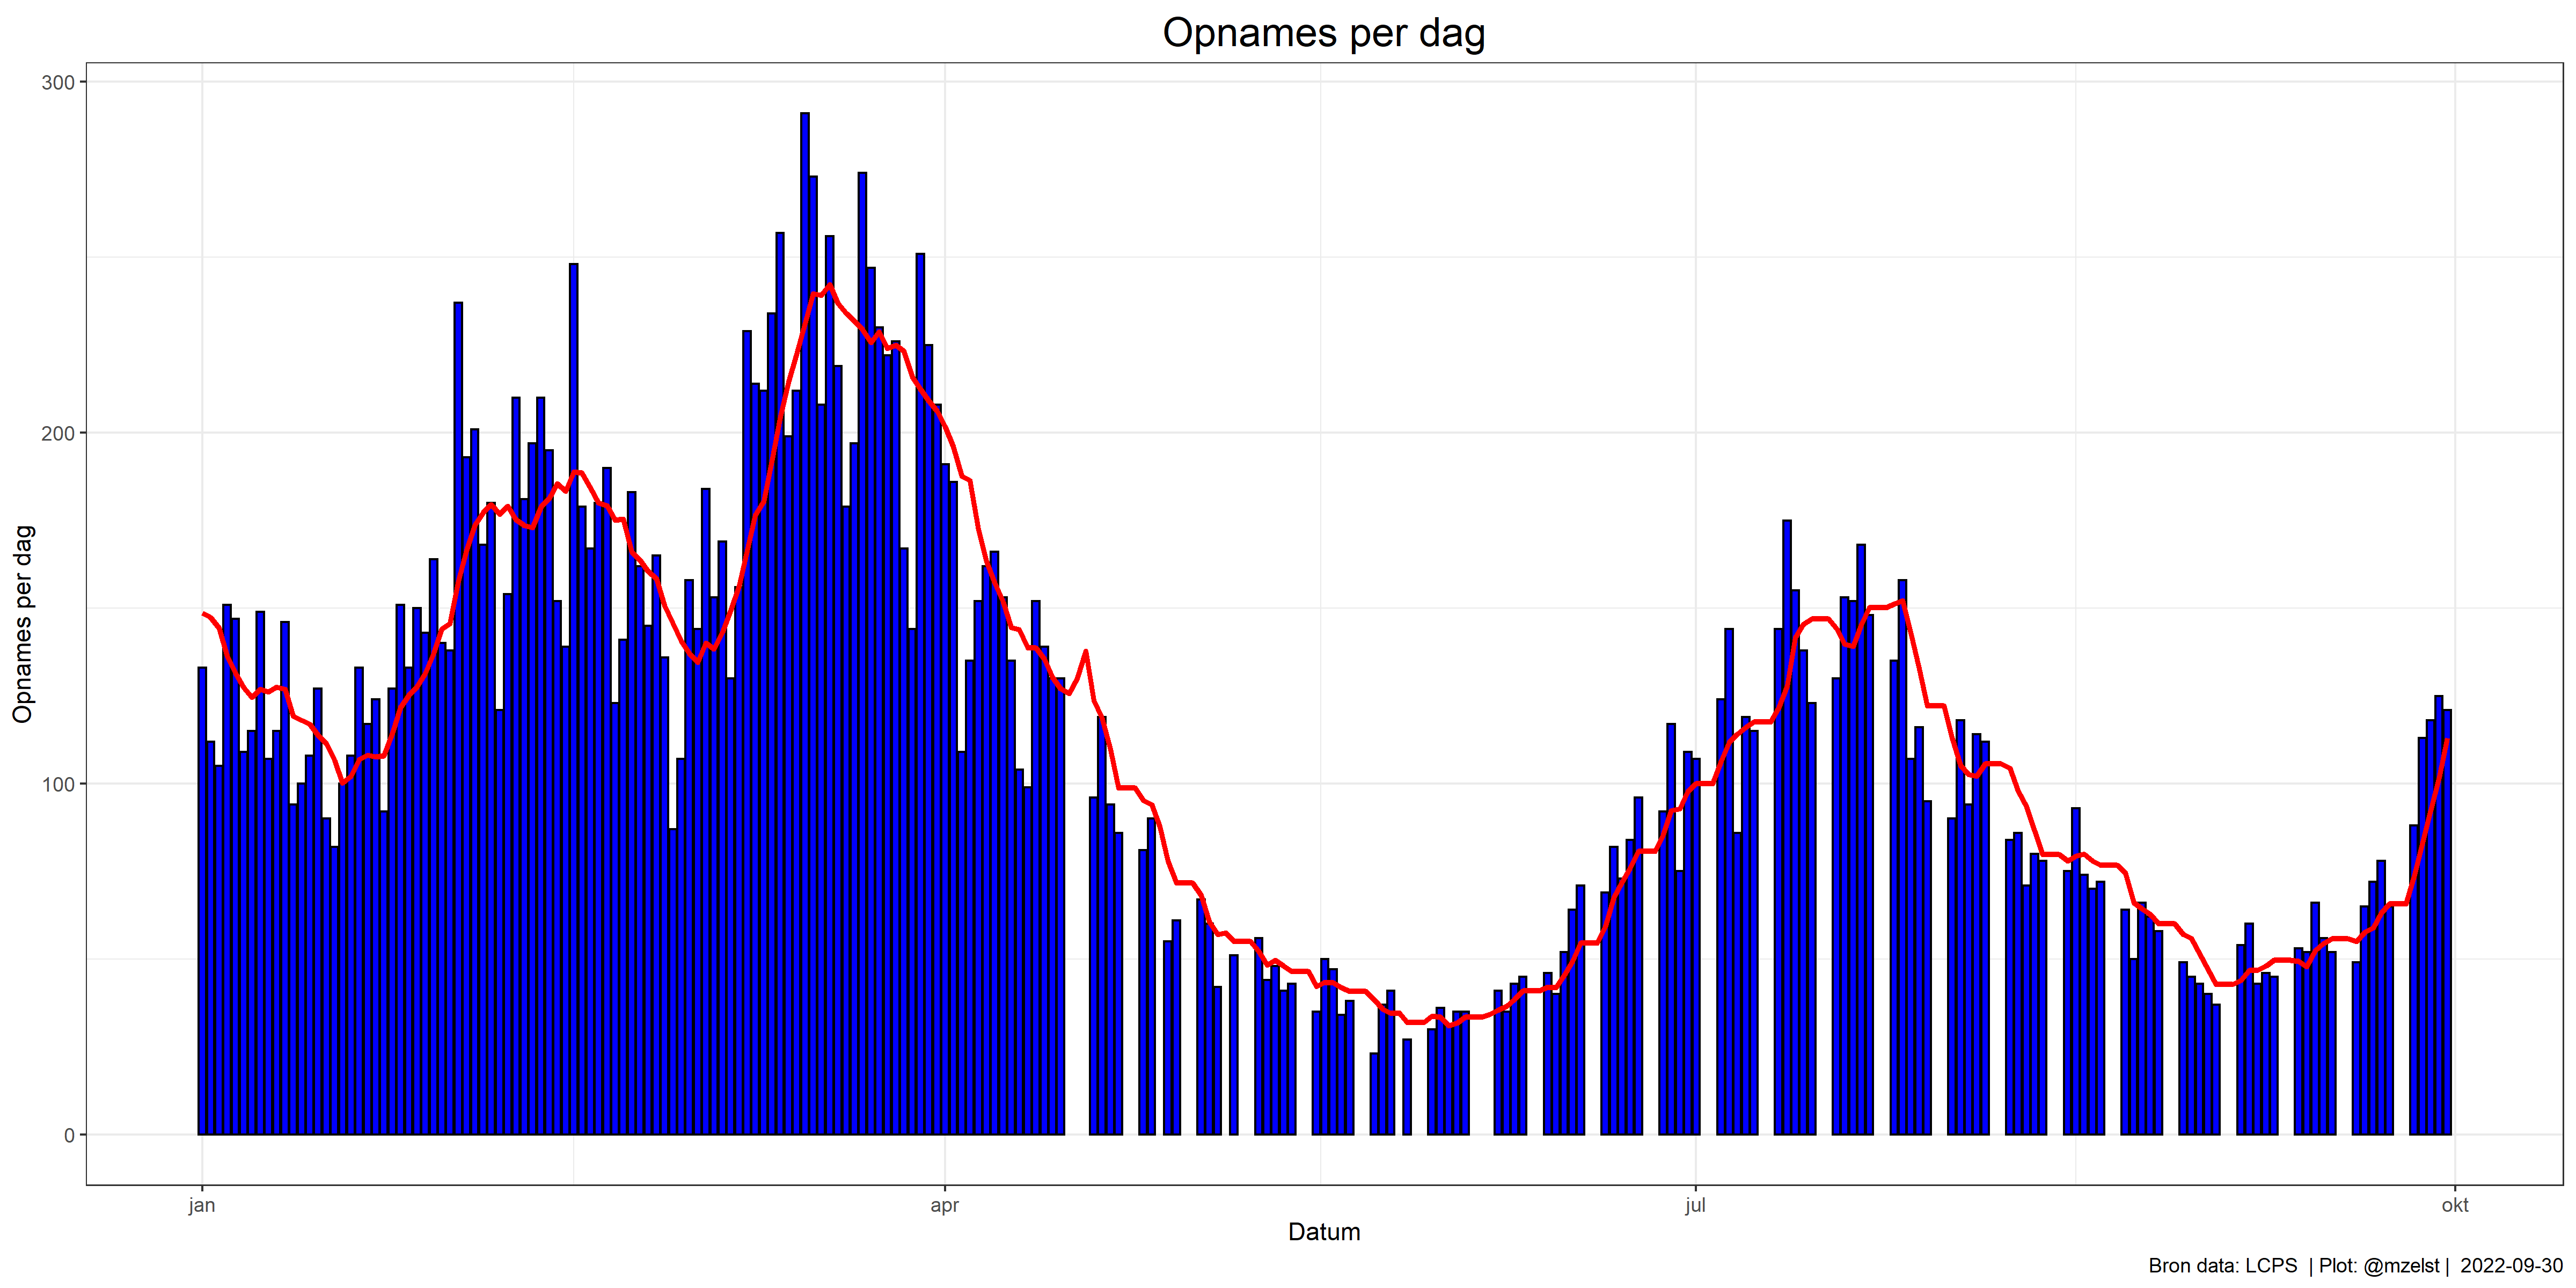 Opnames per dag
300
200
100
0
Opnames per dag
jan
apr
jul
okt
Datum
Bron data: LCPS | Plot: @mzelst | 2022-09-30